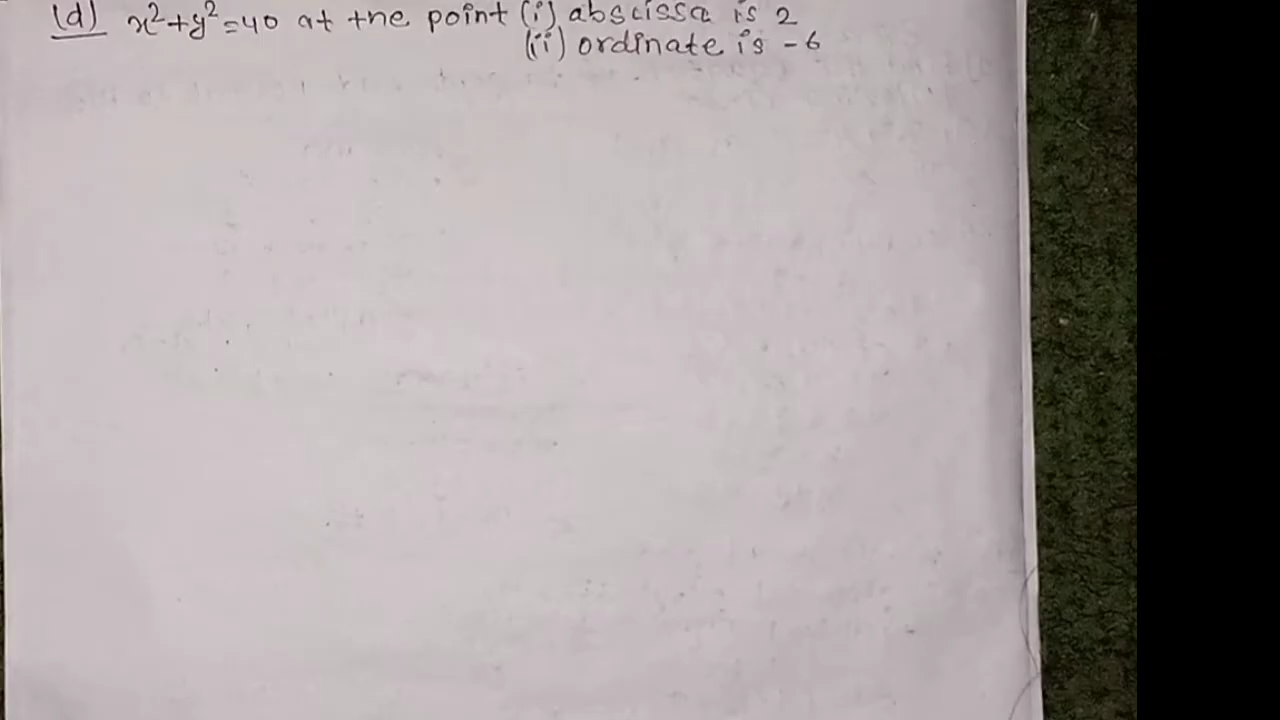 (d) x²+y²=40 at the point (i) abscissa is 2
(ii) ordinate is -6